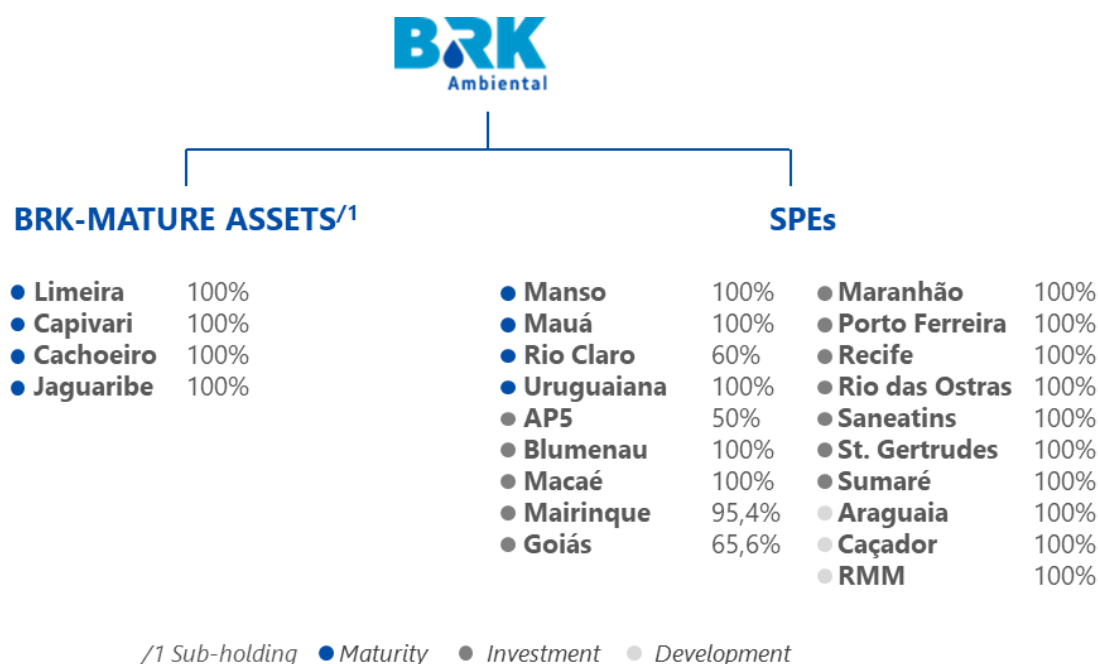 BRK
Ambiental
BRK-MATURE ASSETS/1
Limeira 100%
Capivari 100%
Cachoeiro 100%
Jaguaribe 100%
SPEs
Manso 100%
Mauá 100%
Rio Claro 60%
Uruguaiana 100%
AP5 50%
Blumenau 100%
Macaé 100%
Mairinque 95,4%
Goiás 65,6%
Maranhão 100%
Porto Ferreira 100%
Recife 100%
Rio das Ostras 100%
Saneatins 100%
St. Gertrudes 100%
Sumaré 100%
Araguaia 100%
Caçador 100%
RMM 100%
/1 Sub-holding Maturity Investment Development